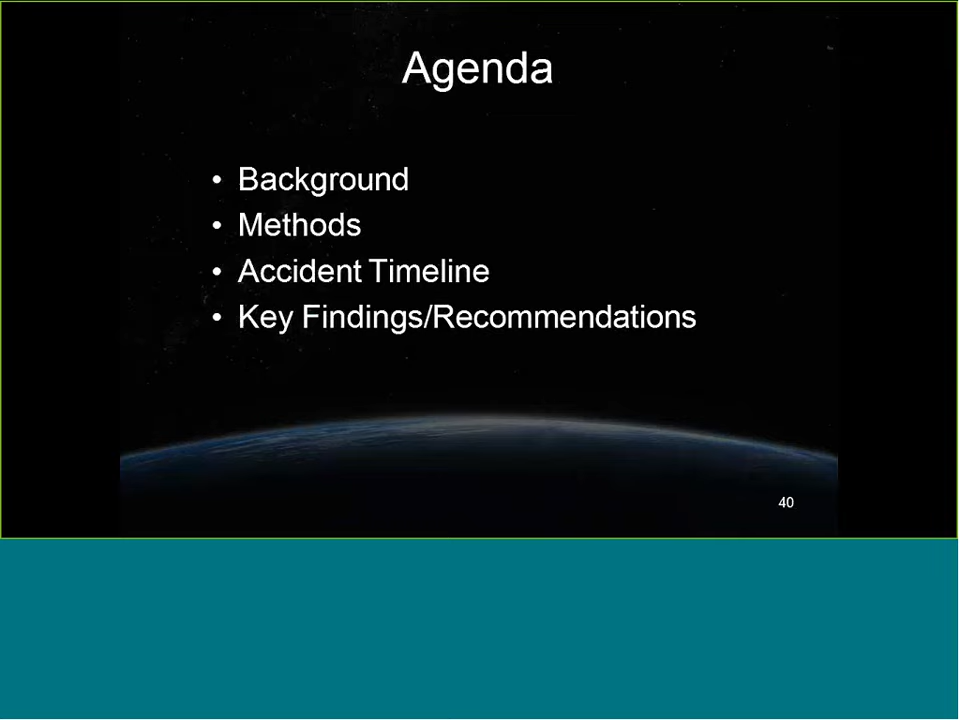 Agenda
• Background
• Methods
• Accident Timeline
• Key Findings/Recommendations
40